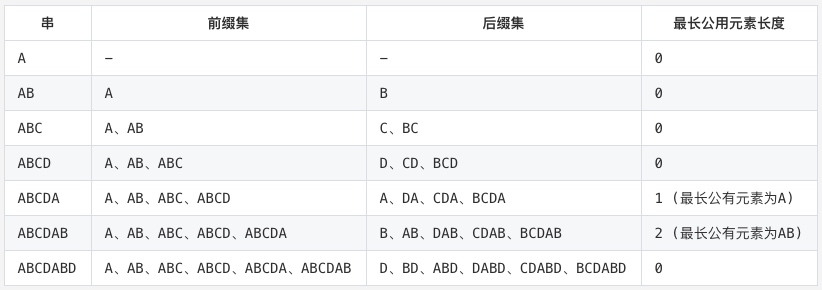 串 前缀集 后缀集 最长公用元素长度
A – – 0
AB A B 0
ABC A、AB C、BC 0
ABCD A、AB、ABC D、CD、BCD 0
ABCDA A、AB、ABC、ABCD A、DA、CDA、BCDA 1 (最长公有元素为A)
ABCDAB A、AB、ABC、ABCD、ABCDA B、AB、DAB、CDAB、BCDAB 2 (最长公有元素为AB)
ABCDABD A、AB、ABC、ABCD、ABCDA、ABCDAB D、BD、ABD、DABD、CDABD、BCDABD 0